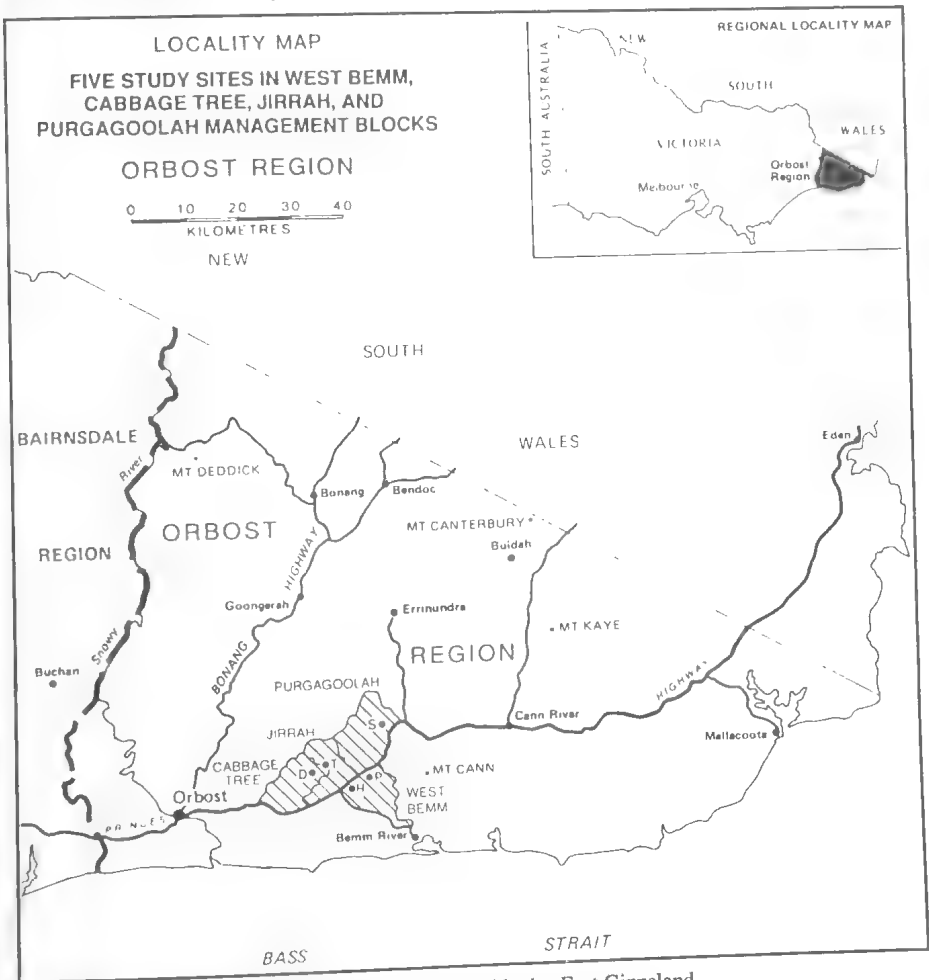 LOCALITY MAP
FIVE STUDY SITES IN WEST BEMM,
CABBAGE TREE, JIRRAH, AND
PURGAGOOLAH MANAGEMENT BLOCKS
ORBOST REGION
0 10 20 30 40
KILOMETRES
REGIONAL LOCALITY MAP
SOUTH AUSTRALIA
NEW
SOUTH
WALES
VICTORIA
Orbost
Region
Melbourne
NEW
SOUTH
WALES
BAIRNSDALE
REGION
River
Snowy
MT DEDDICK
ORBOST
REGION
Bonang
Bendoc
MT CANTERBURY
Buldah
Eden
HIGHWAY
BONANG
Goongerah
Errinundra
MT KAYE
Buchan
PURGAGOOLAH
S
JIRRAH
HIGHWAY
Cann River
Mallacoota
CABBAGE
TREE
D
T
P
H
MT CANN
WEST
BEMM
Orbost
PRINCES
Bemm River
BASS
STRAIT